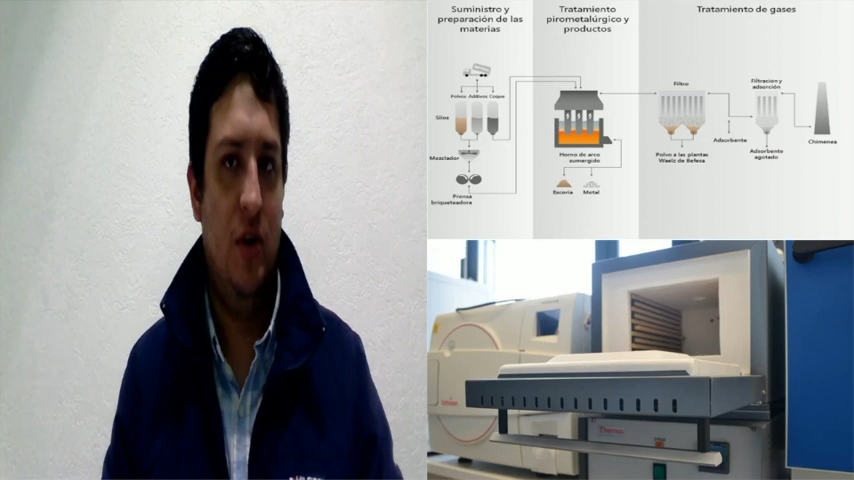 Suministro y
preparación de las
materias
Tratamiento
pirometalúrgico y
productos
Tratamiento de gases
Polvos Aditivos Coque
Silos
Mezclador
Prensa
briqueteadora
Horno de arco
sumergido
Escoria
Metal
Filtro
Polvo a las plantas
Waelz de Befesa
Adsorbente
Filtracion y
adsorción
Adsorbente
agotado
Chimenea
Thermo